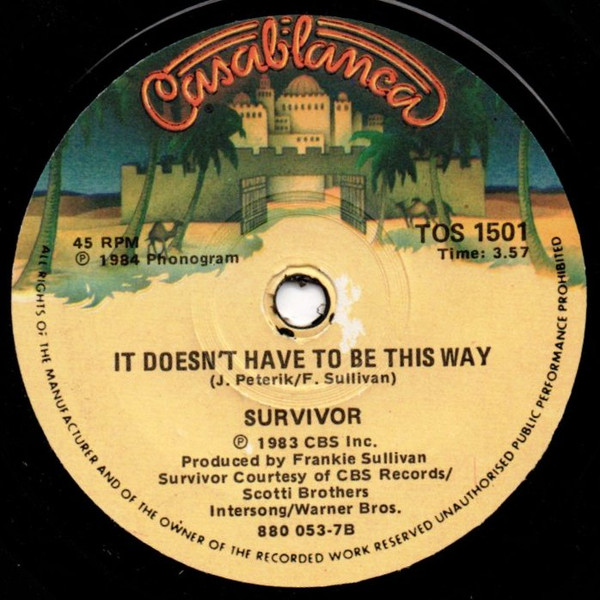 Casablanca
45 RPM
℗ 1984 Phonogram
TOS 1501
Time: 3.57
IT DOESN'T HAVE TO BE THIS WAY
(J. Peterik/F. Sullivan)
SURVIVOR
℗ 1983 CBS Inc.
Produced by Frankie Sullivan
Survivor Courtesy of CBS Records/
Scotti Brothers
Intersong/Warner Bros.
880 053-7B
ALL RIGHTS OF THE MANUFACTURER AND OF THE OWNER OF THE RECORDED WORK RESERVED UNAUTHORISED PUBLIC PERFORMANCE PROHIBITED